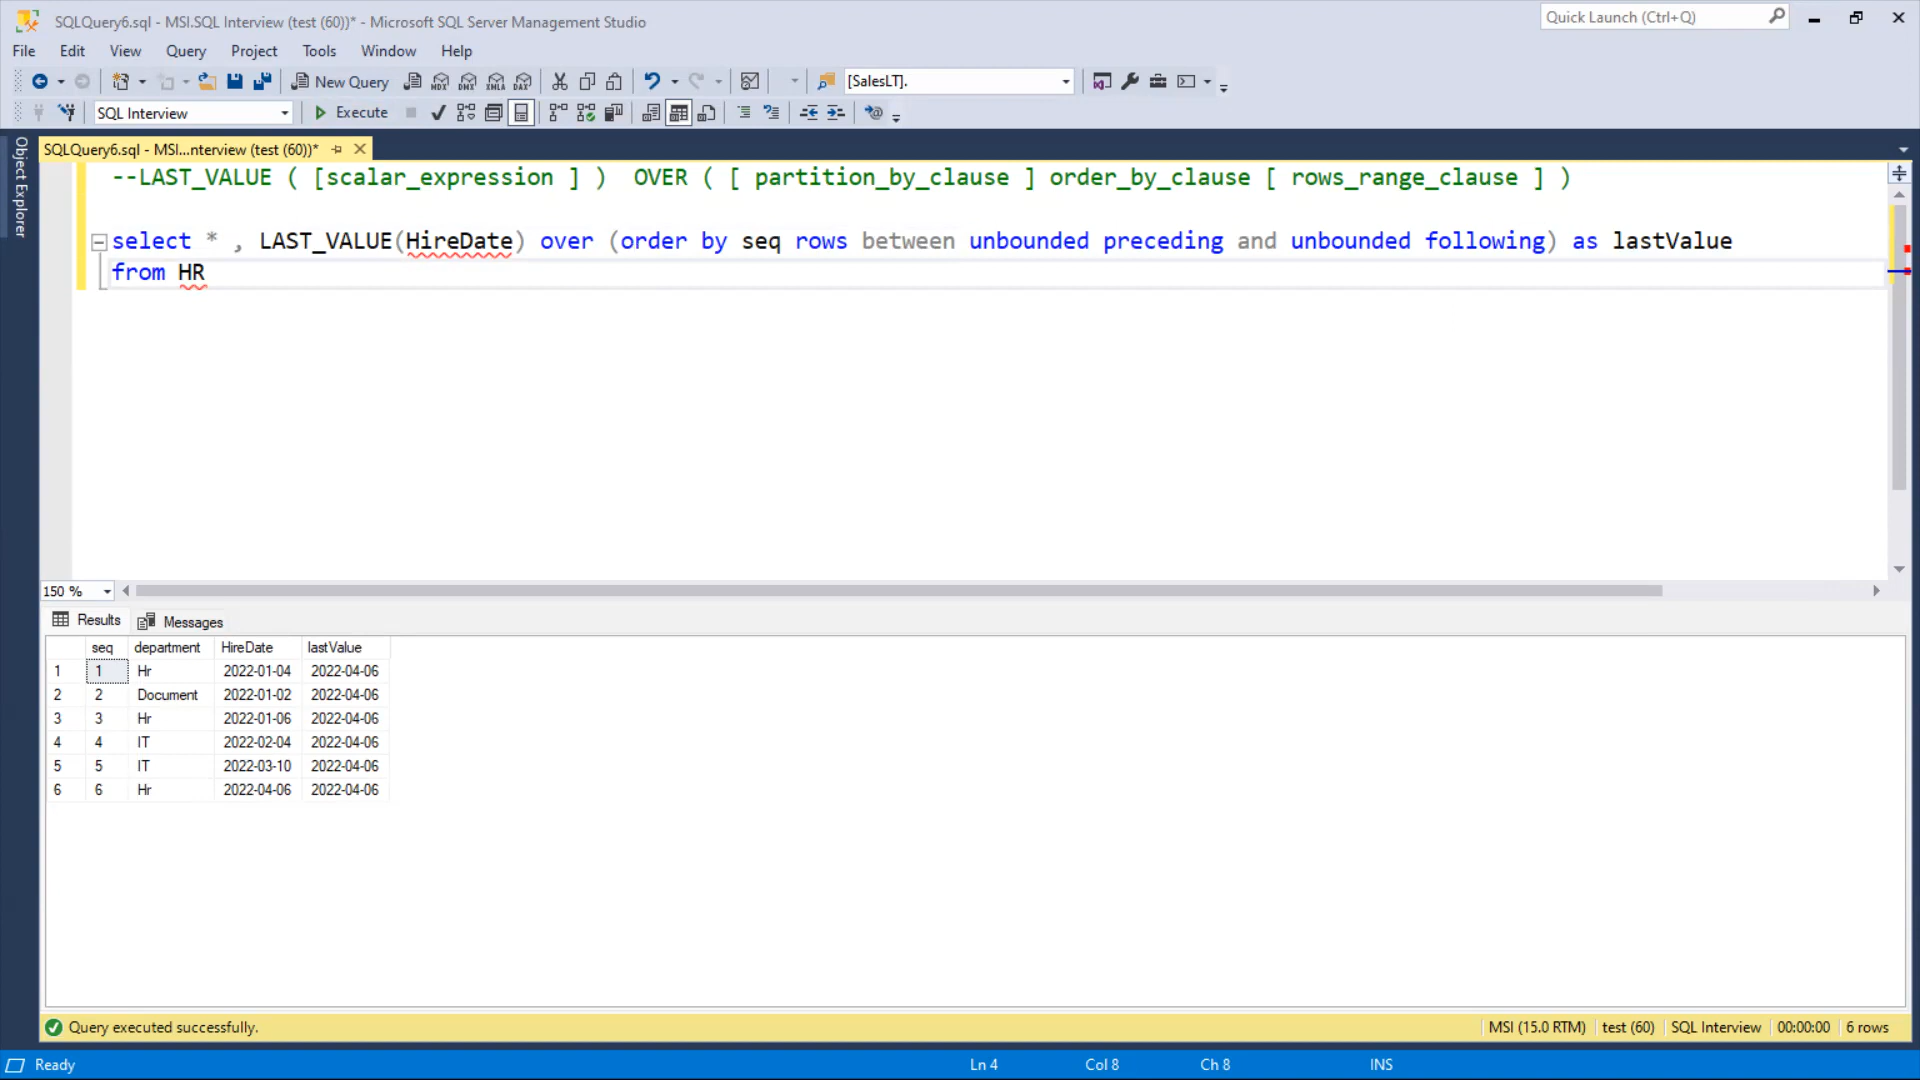 SQLQuery6.sql - MSI.SQL Interview (test (60))* - Microsoft SQL Server Management Studio
Quick Launch (Ctrl+Q)
File Edit View Query Project Tools Window Help
New Query MDX DMX XMLA DAX [SalesLT].
SQL Interview Execute
Object Explorer
SQLQuery6.sql - MSI...nterview (test (60))*
--LAST_VALUE ( [scalar_expression ] )  OVER ( [ partition_by_clause ] order_by_clause [ rows_range_clause ] )
select * , LAST_VALUE(HireDate) over (order by seq rows between unbounded preceding and unbounded following) as lastValue
from HR
150 %
Results Messages
seq department HireDate lastValue
1 1 Hr 2022-01-04 2022-04-06
2 2 Document 2022-01-02 2022-04-06
3 3 Hr 2022-01-06 2022-04-06
4 4 IT 2022-02-04 2022-04-06
5 5 IT 2022-03-10 2022-04-06
6 6 Hr 2022-04-06 2022-04-06
Query executed successfully. MSI (15.0 RTM) test (60) SQL Interview 00:00:00 6 rows
Ready Ln 4 Col 8 Ch 8 INS